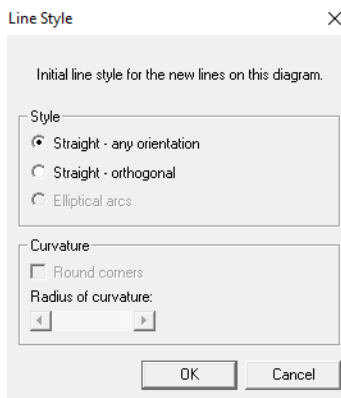 Line Style
Initial line style for the new lines on this diagram.
Style
Straight - any orientation
Straight - orthogonal
Elliptical arcs
Curvature
Round corners
Radius of curvature:
OK Cancel